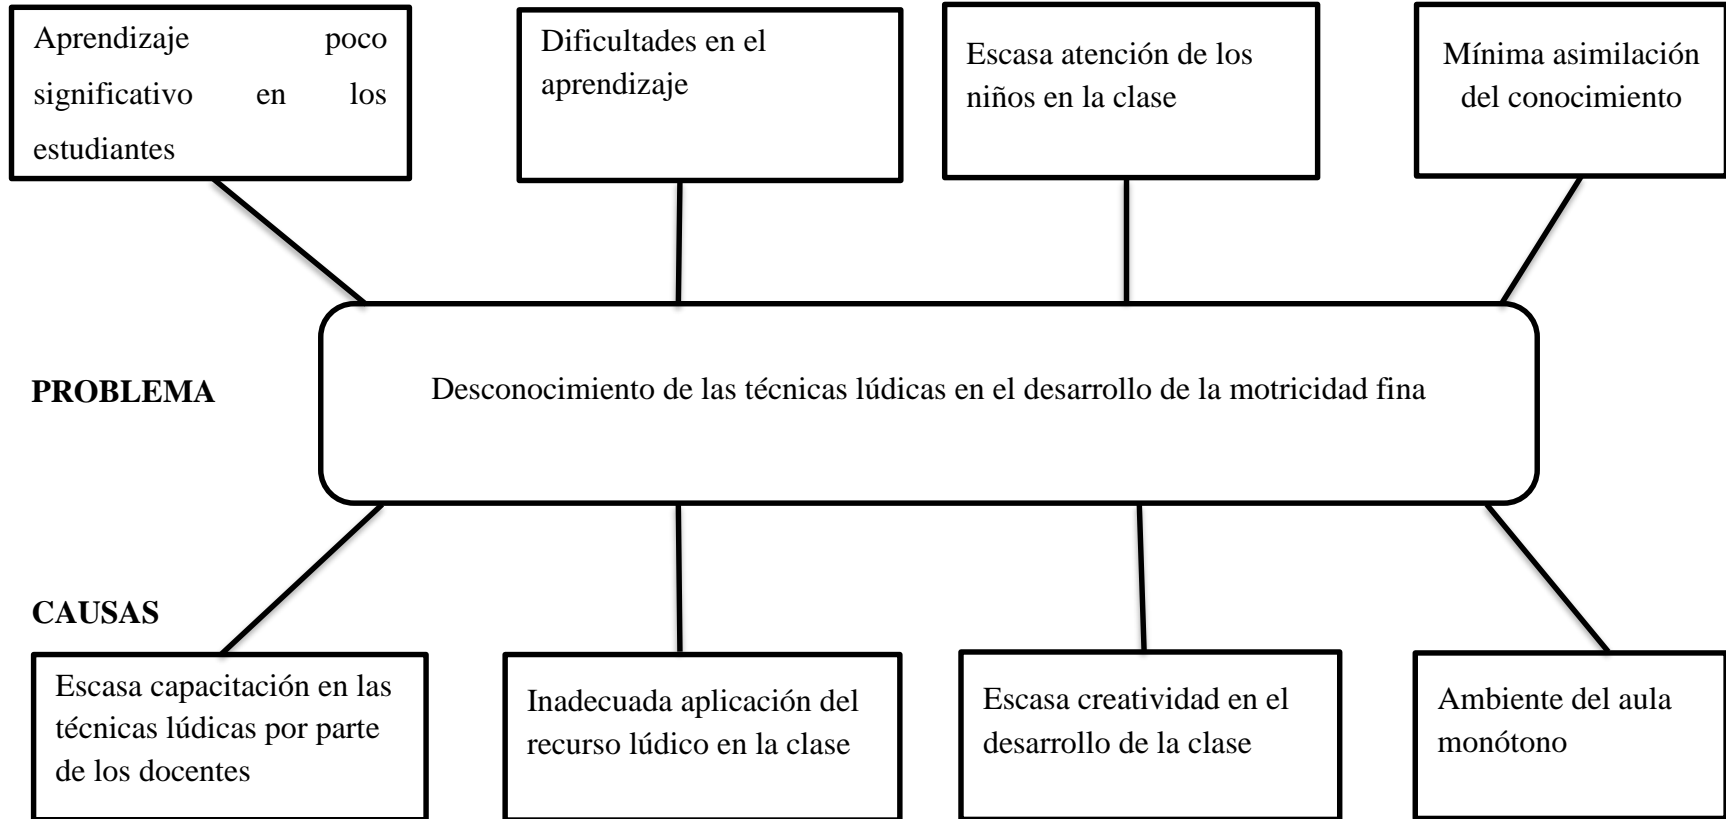 Aprendizaje poco
significativo en los
estudiantes
Dificultades en el
aprendizaje
Escasa atención de los
niños en la clase
Mínima asimilación
del conocimiento
PROBLEMA
Desconocimiento de las técnicas lúdicas en el desarrollo de la motricidad fina
CAUSAS
Escasa capacitación en las
técnicas lúdicas por parte
de los docentes
Inadecuada aplicación del
recurso lúdico en la clase
Escasa creatividad en el
desarrollo de la clase
Ambiente del aula
monótono